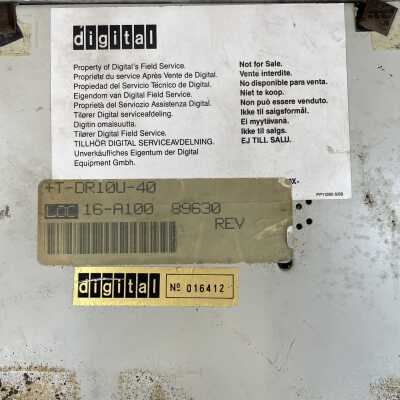 digital
Property of Digital's Field Service.
Propriete du service Après Vente de Digital.
Propiedad del Servicio Técnico de Digital.
Eigendom van Digital Field Service.
Proprietà del Servizio Assistenza Digital.
Tilører Digital serviceafdeling.
Digitin omaisuutta.
Tilhører Digital Field Service.
TILLHÖR DIGITAL SERVICEAVDELNING.
Unverkäufliches Eigentum der Digital
Equipment GmbH.
Not for Sale.
Vente interdite.
No disponible para venta.
Niet te koop.
Non può essere venduto.
Ikke til salgsformål.
Ei myytävana.
Ikke til salgs.
EJ TILL SALU.
0X-
+T-DR10U-40
LOC 16-A100 89630
REV
digital Nº 016412